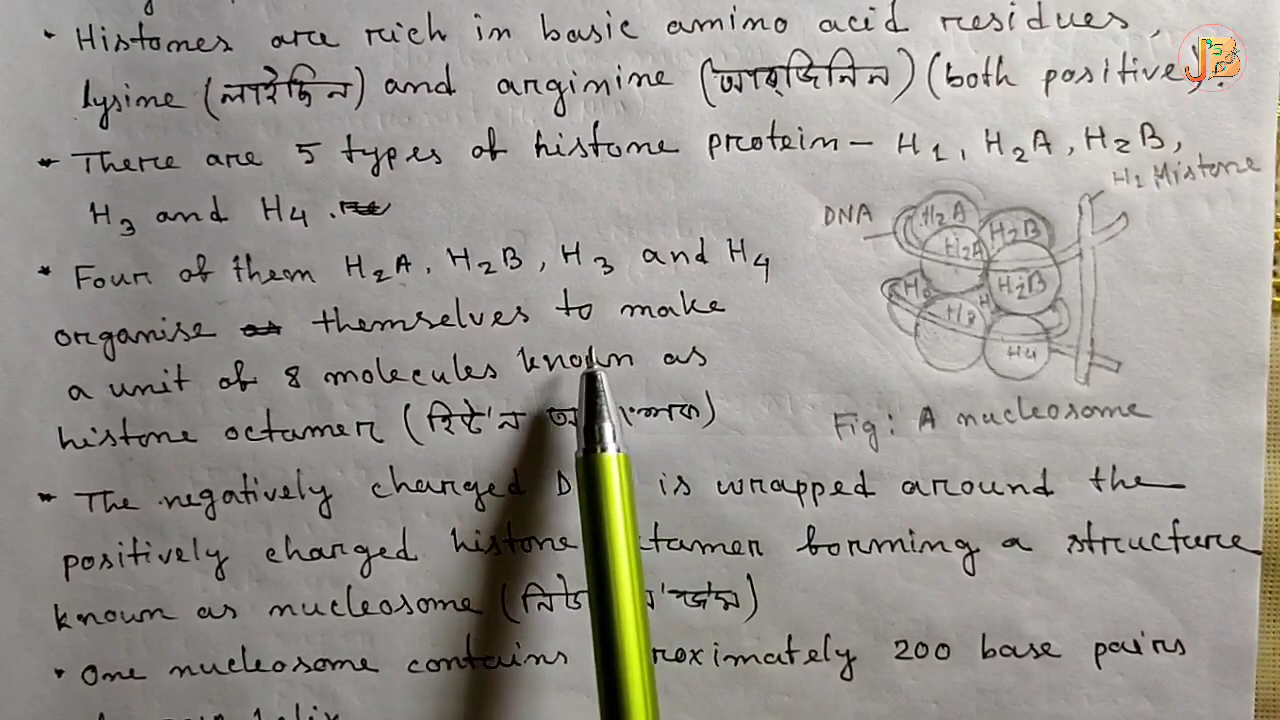 • Histones are rich in basic amino acid residues,
lysine (লাইজিন) and arginine (আৰ্জিনিন) (both positive).
* There are 5 types of histone protein – H1, H2A, H2B,
H3 and H4.
* Four of them H2A, H2B, H3 and H4
organise themselves to make
a unit of 8 molecules known as
histone octamer (হিষ্ট'ন
* The negatively charged is wrapped around the
positively charged histone forming a structure
known as nucleosome
• One nucleosome contains 200 base pairs
H1 Histone
DNA
H2A
H2B
H2A
H2B
H3
H4
Fig: A nucleosome